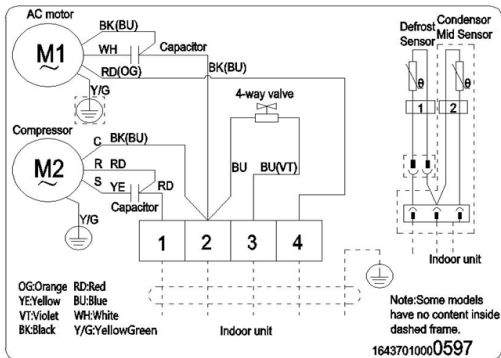 AC motor
M1
~
BK(BU)
WH
Capacitor
RD(OG)
BK(BU)
Y/G
4-way valve
Defrost
Sensor
Condensor
Mid Sensor
θ
θ
1
2
Compressor
M2
~
C
BK(BU)
R
RD
S
YE
RD
Capacitor
Y/G
BU
BU(VT)
1
2
3
4
Indoor unit
OG:Orange RD:Red
YE:Yellow BU:Blue
VT:Violet WH:White
BK:Black Y/G:YellowGreen
Indoor unit
Note:Some models
have no content inside
dashed frame.
16437010000597